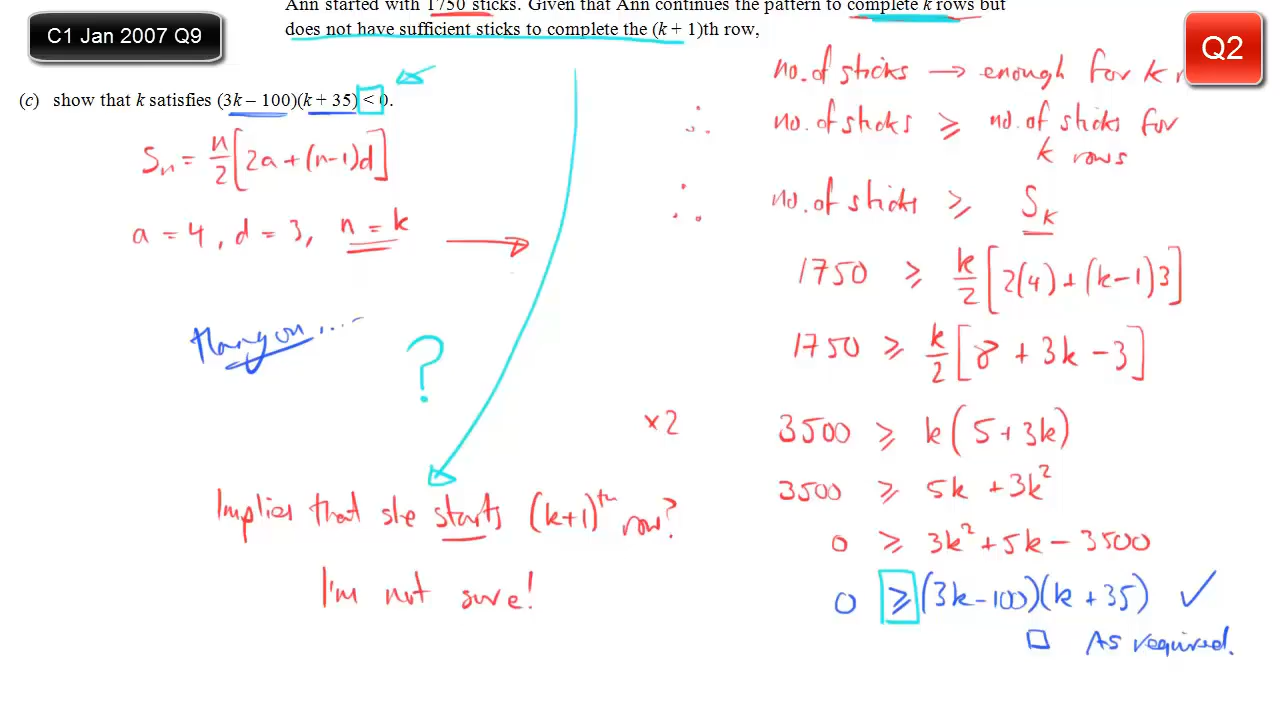 Ann started with 1750 sticks. Given that Ann continues the pattern to complete k rows but
does not have sufficient sticks to complete the (k + 1)th row,
C1 Jan 2007 Q9
Q2
(c) show that k satisfies (3k – 100)(k + 35) < 0.
Sn = n/2 [2a + (n-1)d]
a = 4, d = 3, n = k
Hang on ....
?
Implies that she starts (k+1)th row?
I'm not sure!
no. of sticks → enough for k r
∴ no. of sticks ≥ no. of sticks for
k rows
∴ no. of sticks ≥ Sk
1750 ≥ k/2 [2(4) + (k-1)3]
1750 ≥ k/2 [8 + 3k - 3]
×2 3500 ≥ k(5 + 3k)
3500 ≥ 5k + 3k²
0 ≥ 3k² + 5k - 3500
0 ≥ (3k - 100)(k + 35) ✓
□ As required.